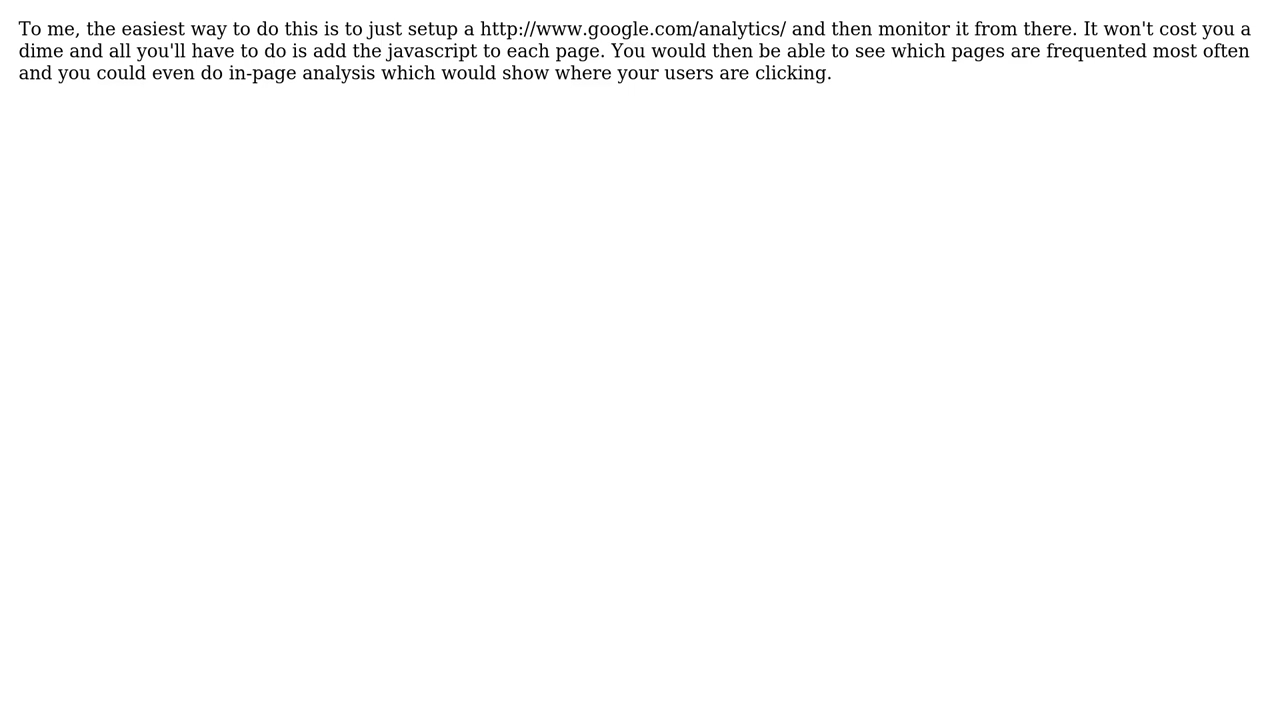 To me, the easiest way to do this is to just setup a http://www.google.com/analytics/ and then monitor it from there. It won't cost you a
dime and all you'll have to do is add the javascript to each page. You would then be able to see which pages are frequented most often
and you could even do in-page analysis which would show where your users are clicking.